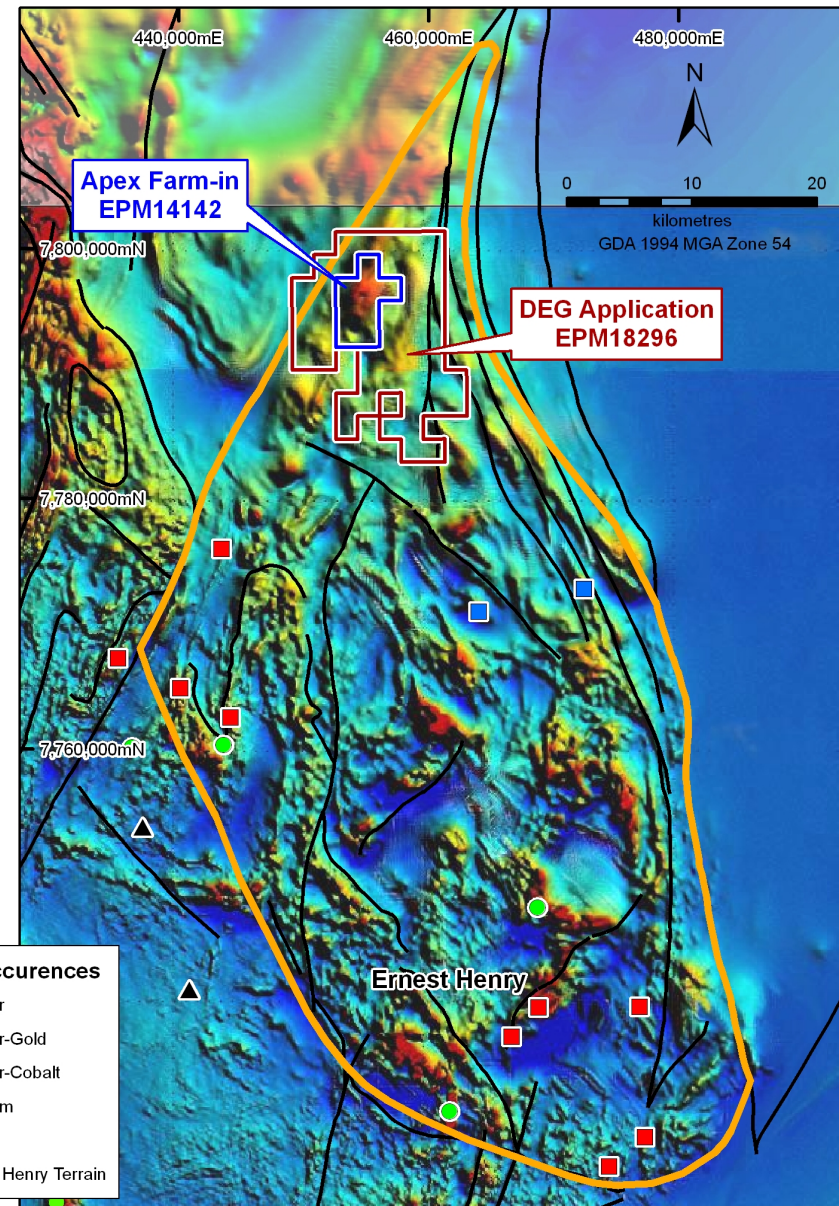 440,000mE
460,000mE
480,000mE
N
Apex Farm-in
EPM14142
0 10 20
kilometres
GDA 1994 MGA Zone 54
7,800,000mN
DEG Application
EPM18296
7,780,000mN
7,760,000mN
Ernest Henry
ccurences
r
r-Gold
r-Cobalt
m
Henry Terrain